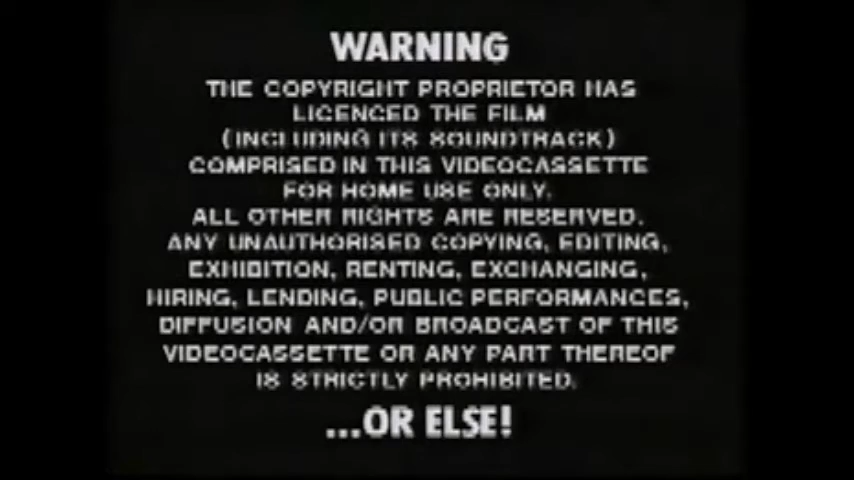 WARNING
THE COPYRIGHT PROPRIETOR HAS
LICENCED THE FILM
(INCLUDING ITS SOUNDTRACK)
COMPRISED IN THIS VIDEOCASSETTE
FOR HOME USE ONLY.
ALL OTHER RIGHTS ARE RESERVED.
ANY UNAUTHORISED COPYING, EDITING,
EXHIBITION, RENTING, EXCHANGING,
HIRING, LENDING, PUBLIC PERFORMANCES,
DIFFUSION AND/OR BROADCAST OF THIS
VIDEOCASSETTE OR ANY PART THEREOF
IS STRICTLY PROHIBITED.
...OR ELSE!